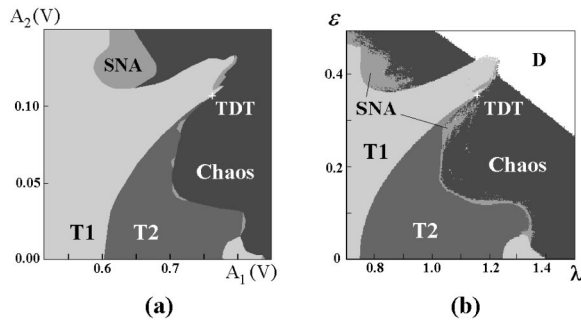 A2(V)
SNA
0.10
TDT
Chaos
0.05
T1
T2
0.00
0.6
0.7
A1(V)
(a)
ε
D
0.4
SNA
TDT
T1
Chaos
0.2
T2
0
0.8
1.0
1.2
1.4
λ
(b)